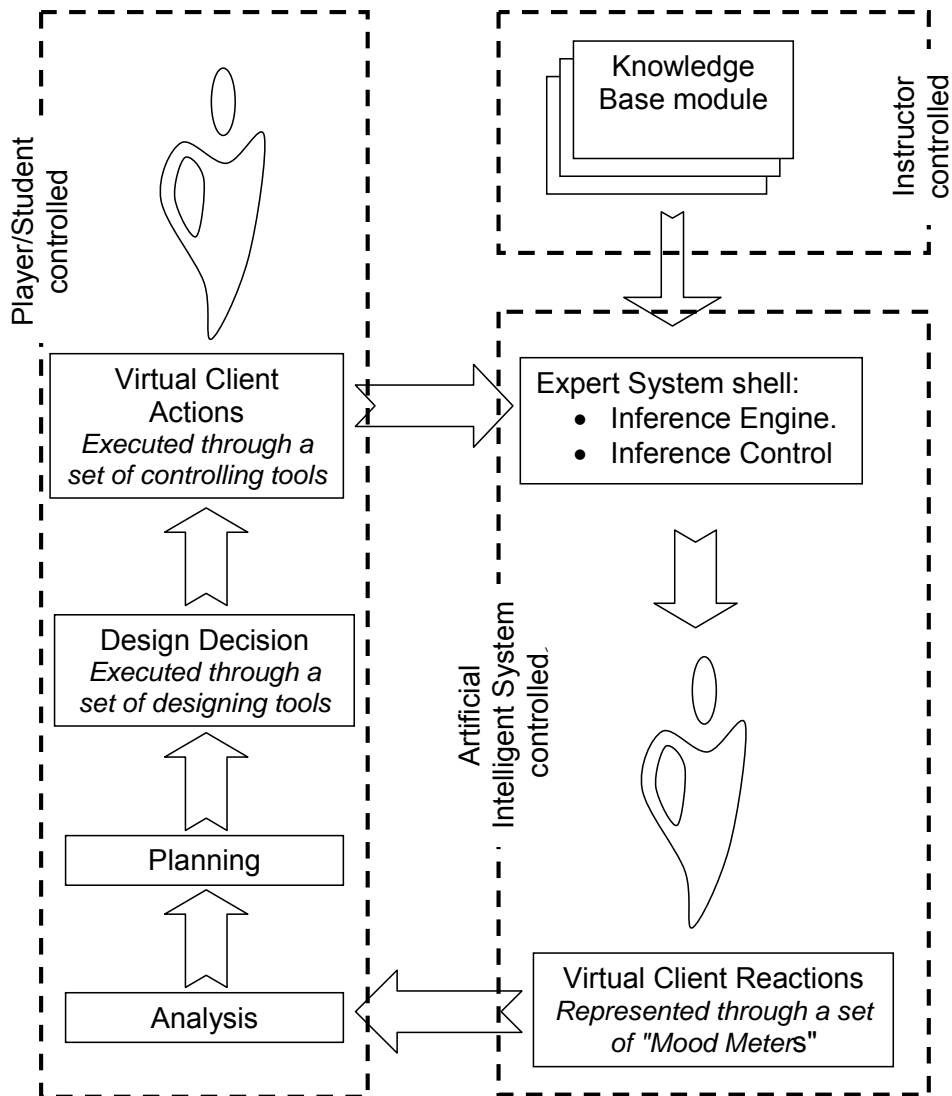 Player/Student
controlled
Virtual Client
Actions
Executed through a
set of controlling tools
Design Decision
Executed through a
set of designing tools
Planning
Analysis
Knowledge
Base module
Instructor
controlled
Expert System shell:
• Inference Engine.
• Inference Control
Artificial
Intelligent System
controlled.
Virtual Client Reactions
Represented through a set
of "Mood Meters"